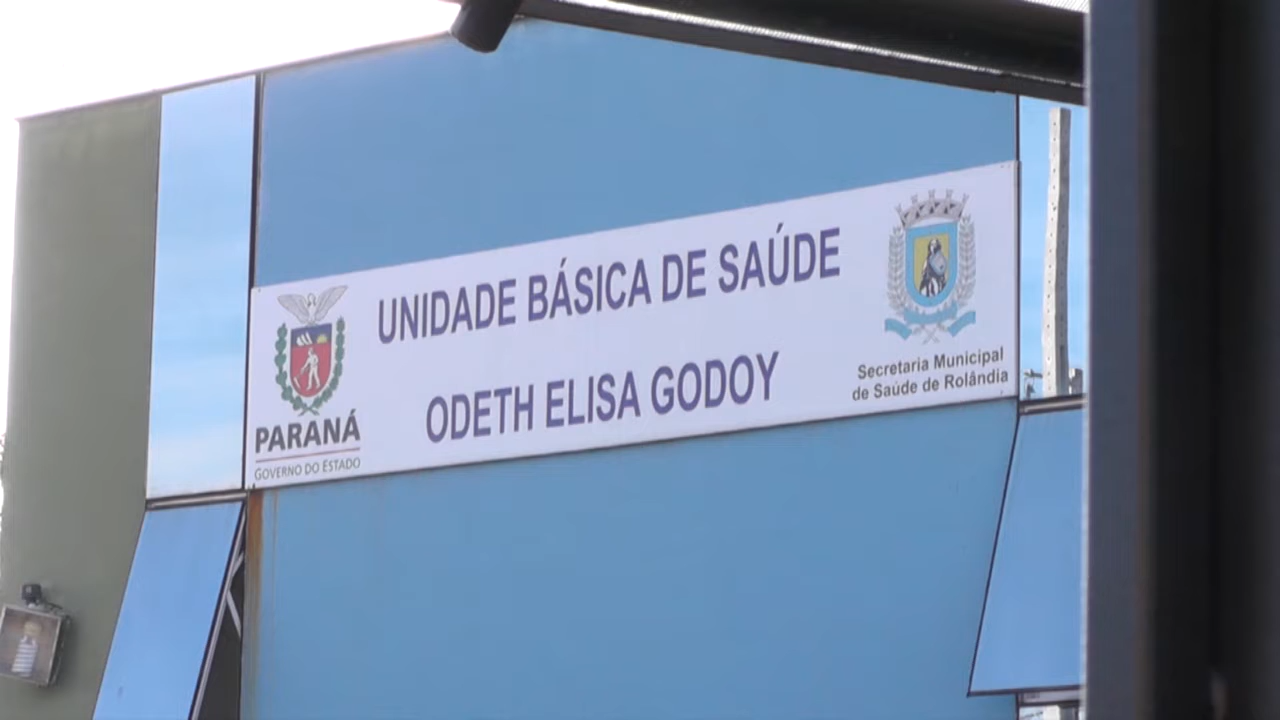 UNIDADE BÁSICA DE SAÚDE
ODETH ELISA GODOY
PARANÁ
GOVERNO DO ESTADO
Secretaria Municipal
de Saúde de Rolândia